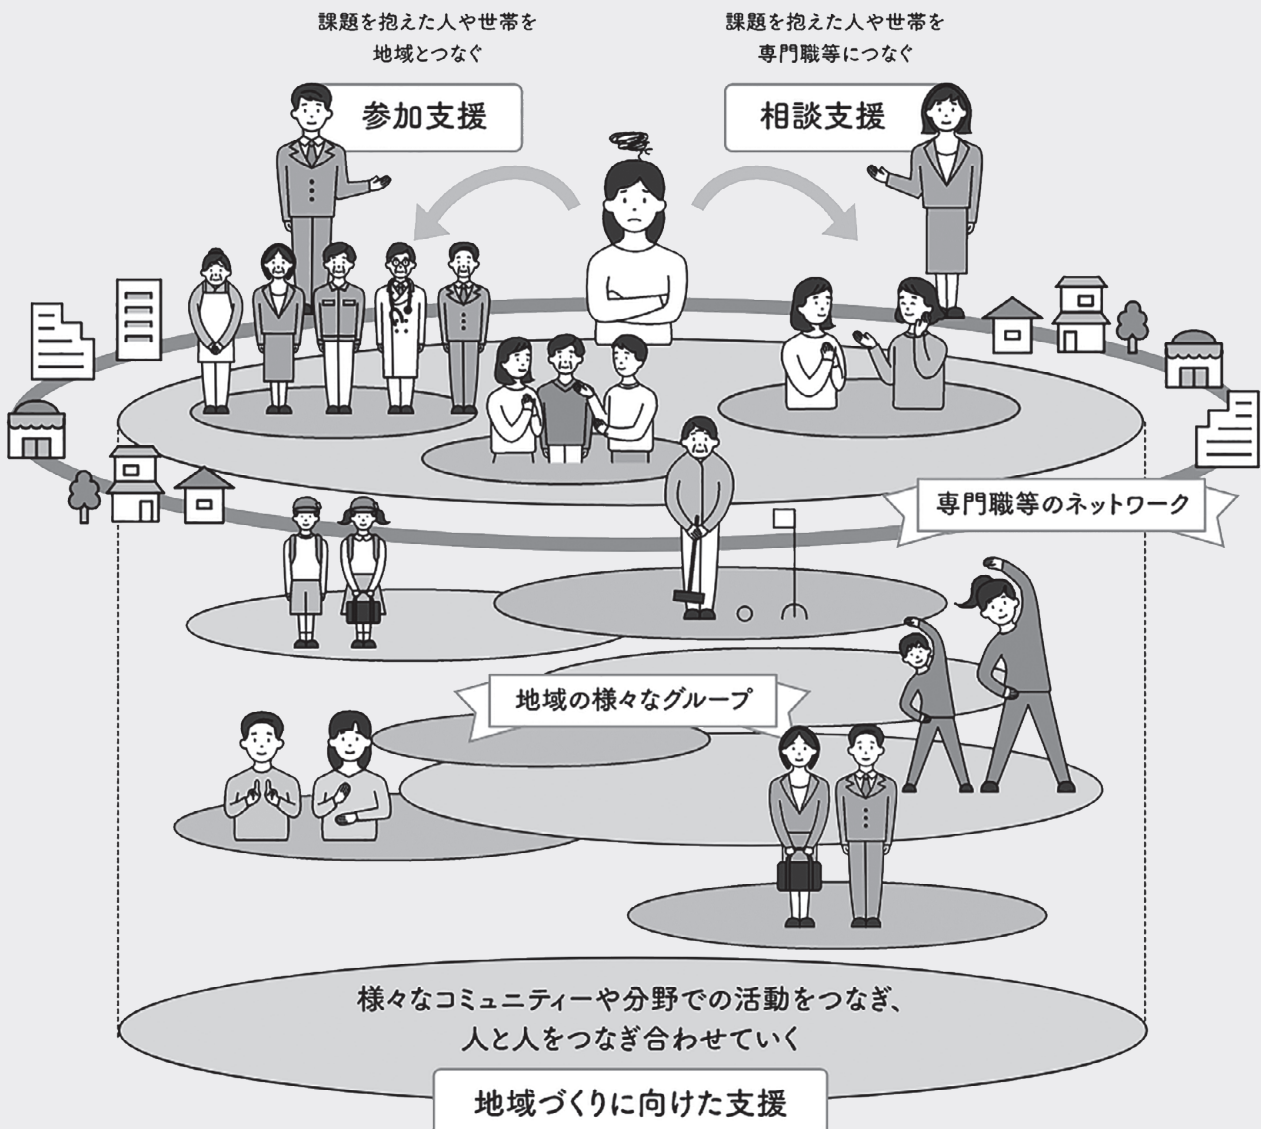 課題を抱えた人や世帯を
地域とつなぐ
参加支援
課題を抱えた人や世帯を
専門職等につなぐ
相談支援
専門職等のネットワーク
地域の様々なグループ
様々なコミュニティーや分野での活動をつなぎ、
人と人をつなぎ合わせていく
地域づくりに向けた支援